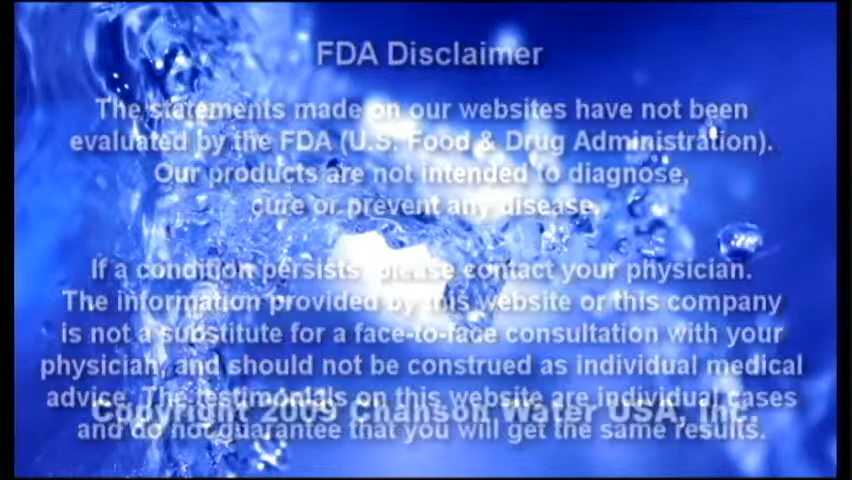 FDA Disclaimer
The statements made on our websites have not been
evaluated by the FDA (U.S. Food & Drug Administration).
Our products are not intended to diagnose,
cure or prevent any disease.
If a condition persists please contact your physician.
The information provided by this website or this company
is not a substitute for a face-to-face consultation with your
physician, and should not be construed as individual medical
advice. The testimonials on this website are individual cases
Copyright 2009 Chanson Water USA, Inc.
and do not guarantee that you will get the same results.